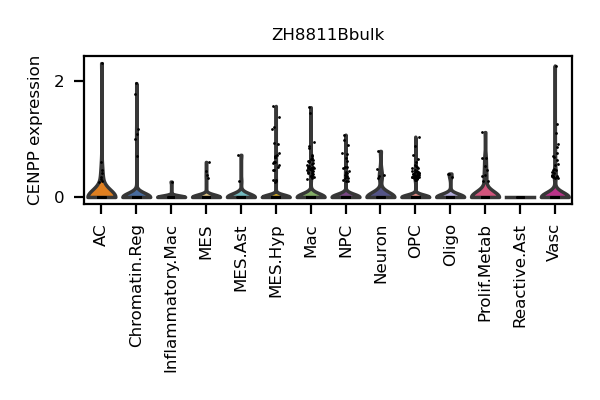 ZH8811Bbulk
CENPP expression
2
0
AC
Chromatin.Reg
Inflammatory.Mac
MES
MES.Ast
MES.Hyp
Mac
NPC
Neuron
OPC
Oligo
Prolif.Metab
Reactive.Ast
Vasc